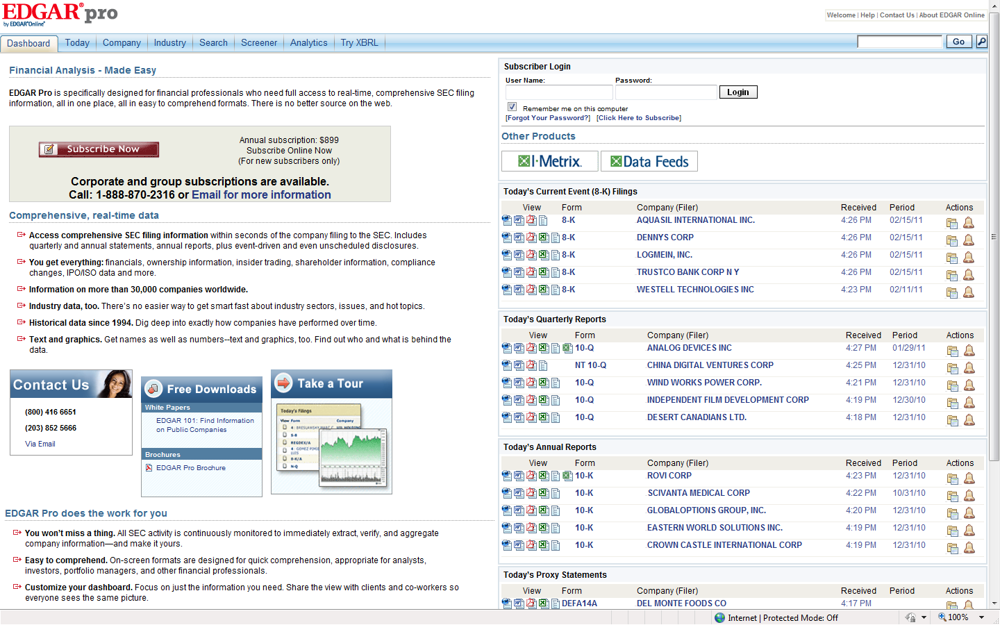 EDGAR® pro
by EDGAR®Online®
Welcome | Help | Contact Us | About EDGAR Online
Dashboard Today Company Industry Search Screener Analytics Try XBRL Go
Financial Analysis - Made Easy
EDGAR Pro is specifically designed for financial professionals who need full access to real-time, comprehensive SEC filing
information, all in one place, all in easy to comprehend formats. There is no better source on the web.
Subscribe Now
Annual subscription: $899
Subscribe Online Now
(For new subscribers only)
Corporate and group subscriptions are available.
Call: 1-888-870-2316 or Email for more information
Comprehensive, real-time data
Access comprehensive SEC filing information within seconds of the company filing to the SEC. Includes
quarterly and annual statements, annual reports, plus event-driven and even unscheduled disclosures.
You get everything: financials, ownership information, insider trading, shareholder information, compliance
changes, IPO/ISO data and more.
Information on more than 30,000 companies worldwide.
Industry data, too. There's no easier way to get smart fast about industry sectors, issues, and hot topics.
Historical data since 1994. Dig deep into exactly how companies have performed over time.
Text and graphics. Get names as well as numbers--text and graphics, too. Find out who and what is behind the
data.
Contact Us
(800) 416 6651
(203) 852 5666
Via Email
Free Downloads
White Papers
EDGAR 101: Find Information
on Public Companies
Brochures
EDGAR Pro Brochure
Take a Tour
Today's Filings
View Form Company
4 : BRESLAWSKY MARC C
S-8
REGDEX/A
4 : GOMEZ PIMI
LUIS
8-K/A
N-Q
EDGAR Pro does the work for you
You won't miss a thing. All SEC activity is continuously monitored to immediately extract, verify, and aggregate
company information—and make it yours.
Easy to comprehend. On-screen formats are designed for quick comprehension, appropriate for analysts,
investors, portfolio managers, and other financial professionals.
Customize your dashboard. Focus on just the information you need. Share the view with clients and co-workers so
everyone sees the same picture.
Subscriber Login
User Name: Password:
Login
Remember me on this computer
[Forgot Your Password?] [Click Here to Subscribe]
Other Products
I·Metrix. Data Feeds
Today's Current Event (8-K) Filings
View Form Company (Filer) Received Period Actions
8-K AQUASIL INTERNATIONAL INC. 4:26 PM 02/15/11
8-K DENNYS CORP 4:26 PM 02/15/11
8-K LOGMEIN, INC. 4:26 PM 02/15/11
8-K TRUSTCO BANK CORP N Y 4:26 PM 02/15/11
8-K WESTELL TECHNOLOGIES INC 4:23 PM 02/11/11
Today's Quarterly Reports
View Form Company (Filer) Received Period Actions
10-Q ANALOG DEVICES INC 4:27 PM 01/29/11
NT 10-Q CHINA DIGITAL VENTURES CORP 4:25 PM 12/31/10
10-Q WIND WORKS POWER CORP. 4:21 PM 12/31/10
10-Q INDEPENDENT FILM DEVELOPMENT CORP 4:19 PM 12/30/10
10-Q DESERT CANADIANS LTD. 4:18 PM 12/31/10
Today's Annual Reports
View Form Company (Filer) Received Period Actions
10-K ROVI CORP 4:23 PM 12/31/10
10-K SCIVANTA MEDICAL CORP 4:22 PM 10/31/10
10-K GLOBALOPTIONS GROUP, INC. 4:20 PM 12/31/10
10-K EASTERN WORLD SOLUTIONS INC. 4:19 PM 12/31/10
10-K CROWN CASTLE INTERNATIONAL CORP 4:19 PM 12/31/10
Today's Proxy Statements
View Form Company (Filer) Received Period Actions
DEFA14A DEL MONTE FOODS CO 4:17 PM
Internet | Protected Mode: Off 100%